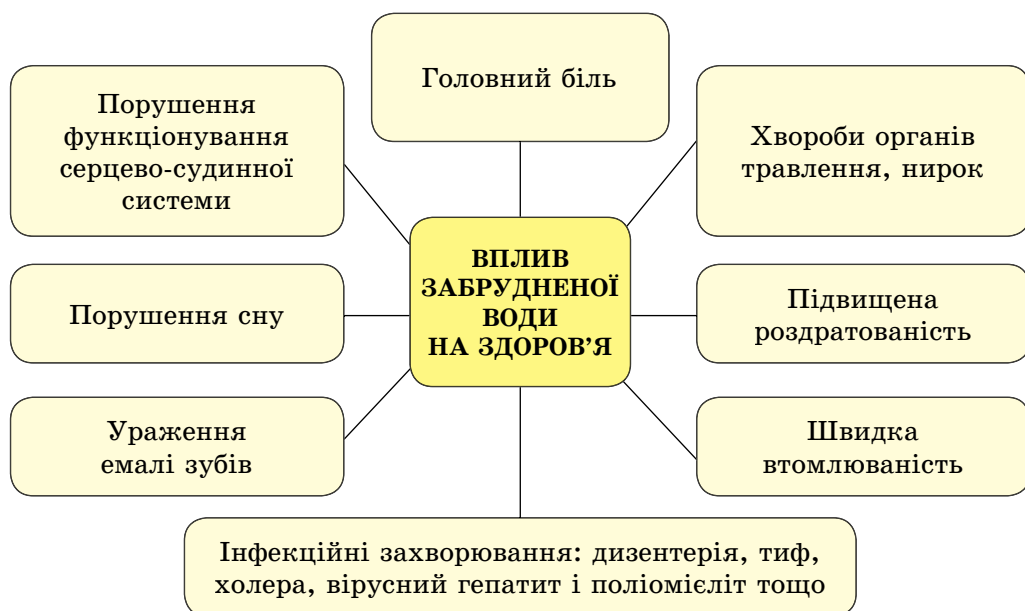 Головний біль
Порушення
функціонування
серцево-судинної
системи
Хвороби органів
травлення, нирок
ВПЛИВ
ЗАБРУДНЕНОЇ
ВОДИ
НА ЗДОРОВ’Я
Порушення сну
Підвищена
роздратованість
Ураження
емалі зубів
Швидка
втомлюваність
Інфекційні захворювання: дизентерія, тиф,
холера, вірусний гепатит і поліомієліт тощо